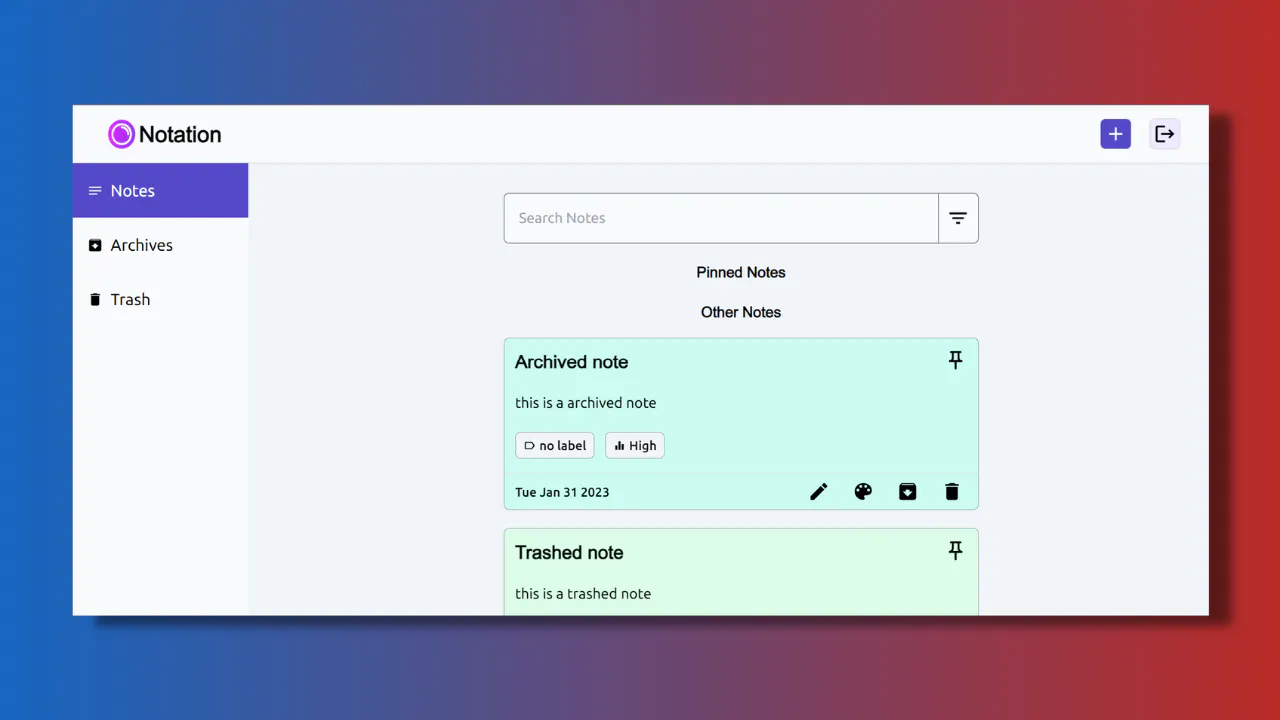 Notation
Notes
Archives
Trash
Search Notes
Pinned Notes
Other Notes
Archived note
this is a archived note
no label High
Tue Jan 31 2023
Trashed note
this is a trashed note